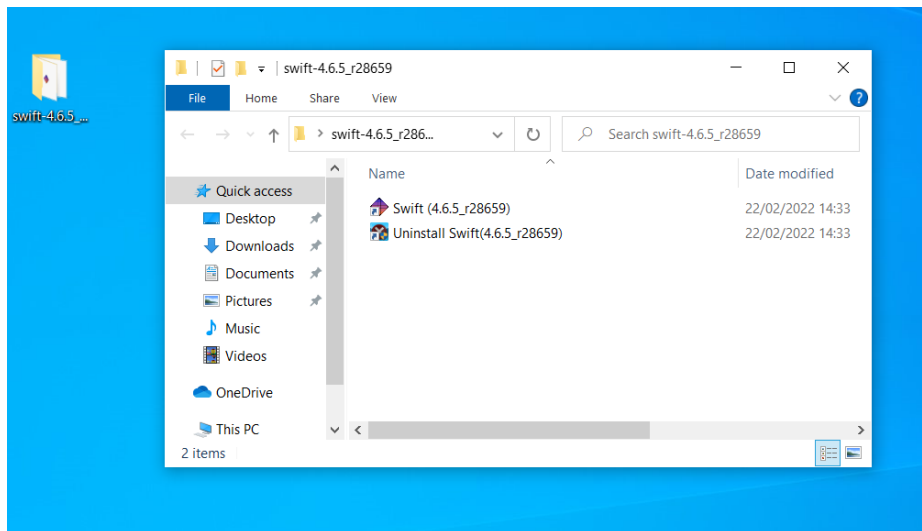 swift-4.6.5_...
swift-4.6.5_r28659
File Home Share View
swift-4.6.5_r286... Search swift-4.6.5_r28659
Name Date modified
Quick access
Desktop
Downloads
Documents
Pictures
Music
Videos
OneDrive
This PC
Swift (4.6.5_r28659) 22/02/2022 14:33
Uninstall Swift(4.6.5_r28659) 22/02/2022 14:33
2 items